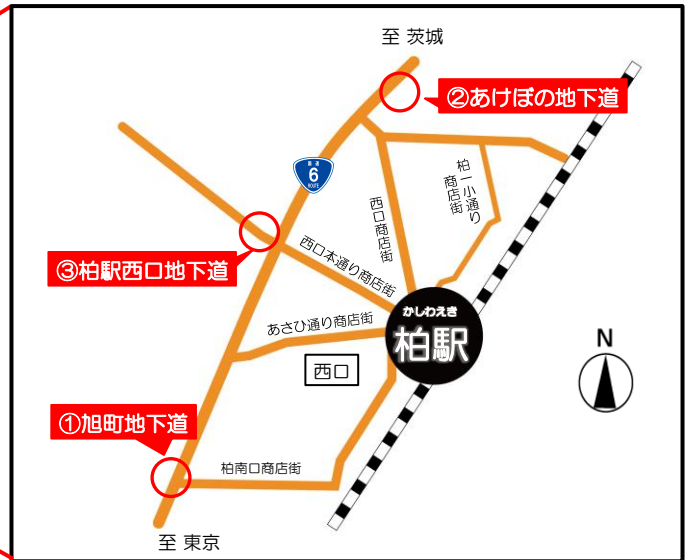 至 茨城
②あけぼの地下道
国道
6
ROUTE
柏一小通り
商店街
西口商店街
③柏駅西口地下道
西口本通り商店街
かしわえき
柏駅
あさひ通り商店街
N
西口
①旭町地下道
柏南口商店街
至 東京